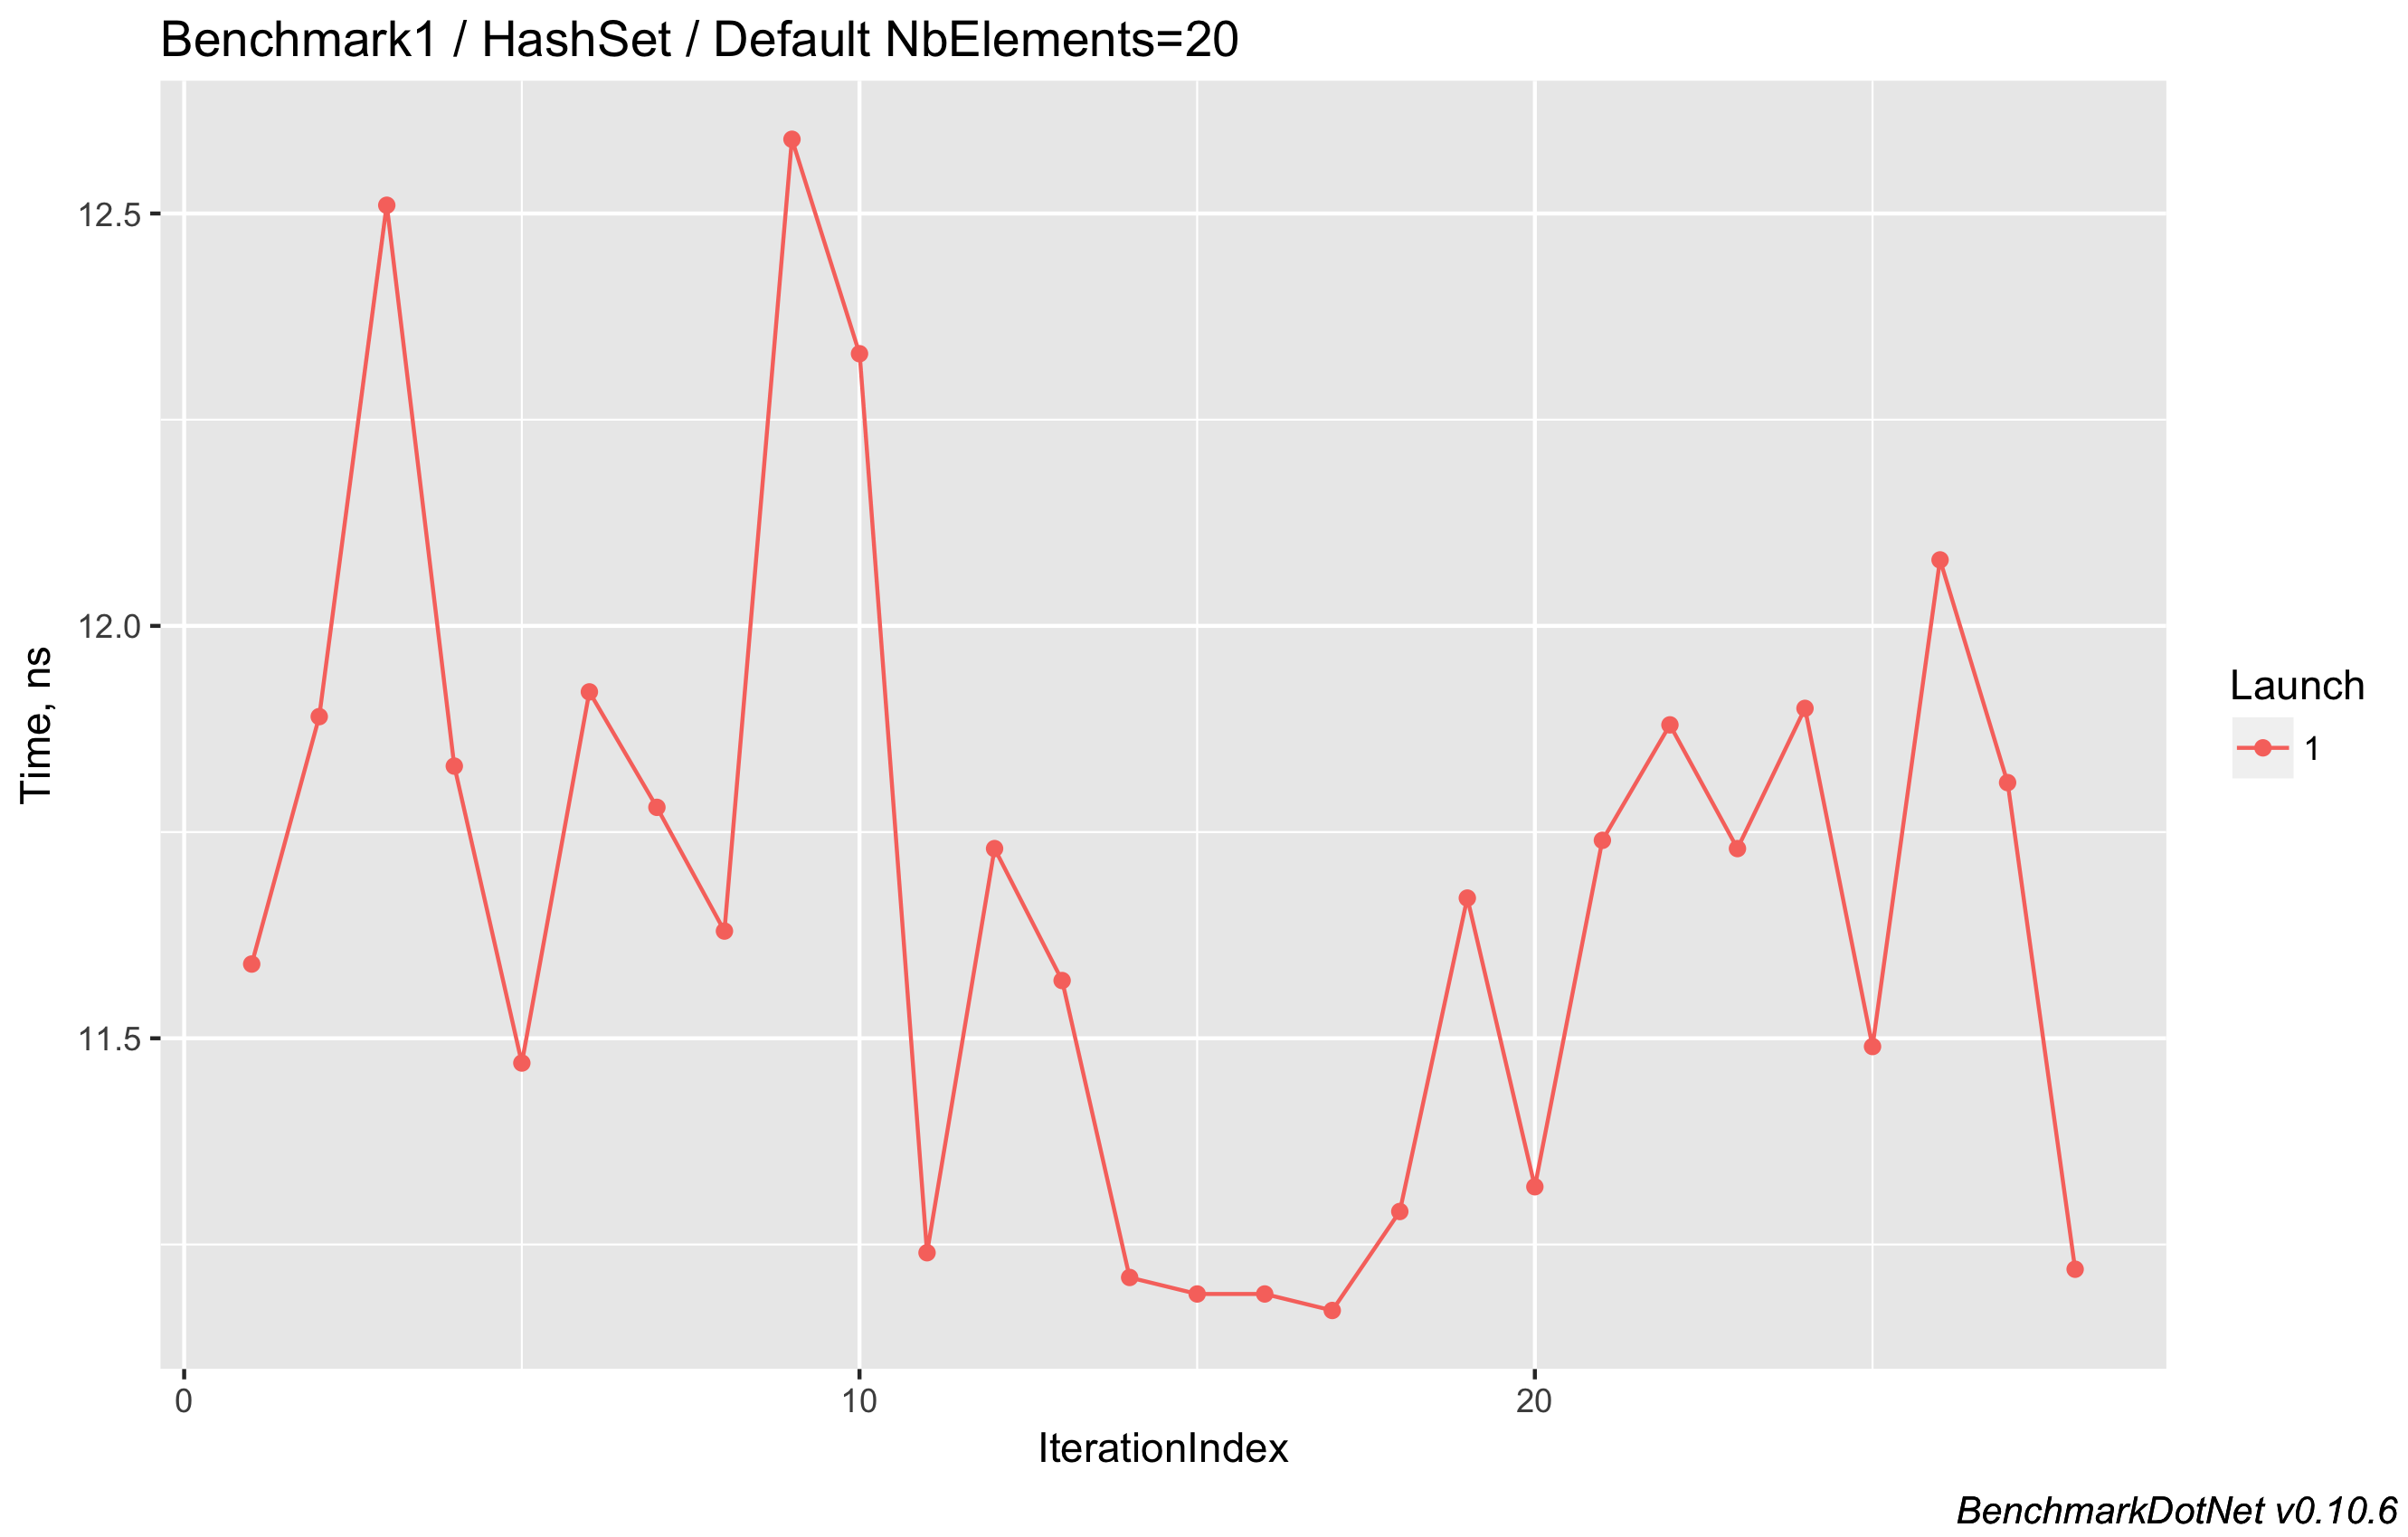 Benchmark1 / HashSet / Default NbElements=20
12.5
12.0
11.5
Time, ns
0 10 20
IterationIndex
Launch
1
BenchmarkDotNet v0.10.6